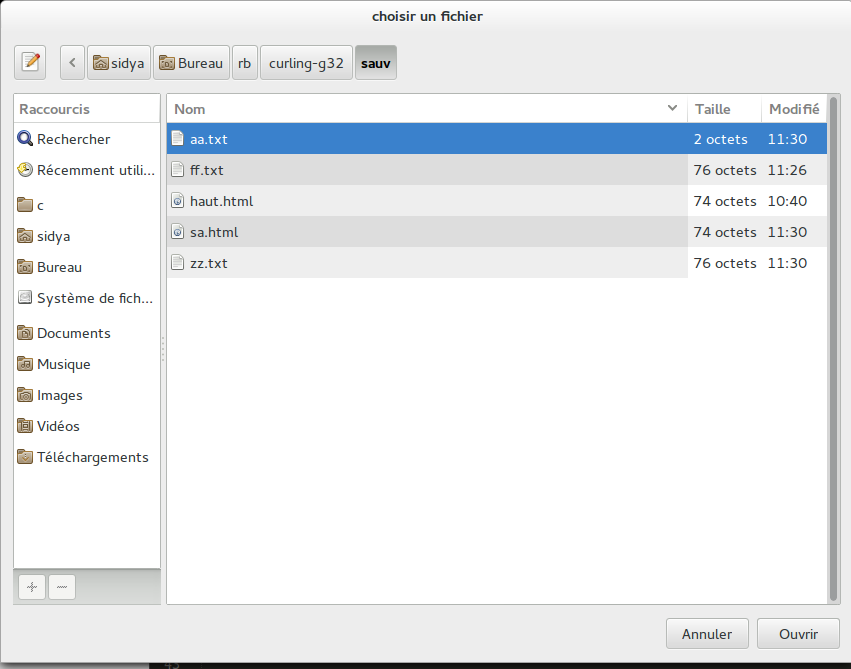 choisir un fichier
sidya Bureau rb curling-g32 sauv
Raccourcis
Rechercher
Récemment utili...
c
sidya
Bureau
Système de fich...
Documents
Musique
Images
Vidéos
Téléchargements
Nom Taille Modifié
aa.txt 2 octets 11:30
ff.txt 76 octets 11:26
haut.html 74 octets 10:40
sa.html 74 octets 11:30
zz.txt 76 octets 11:30
Annuler Ouvrir